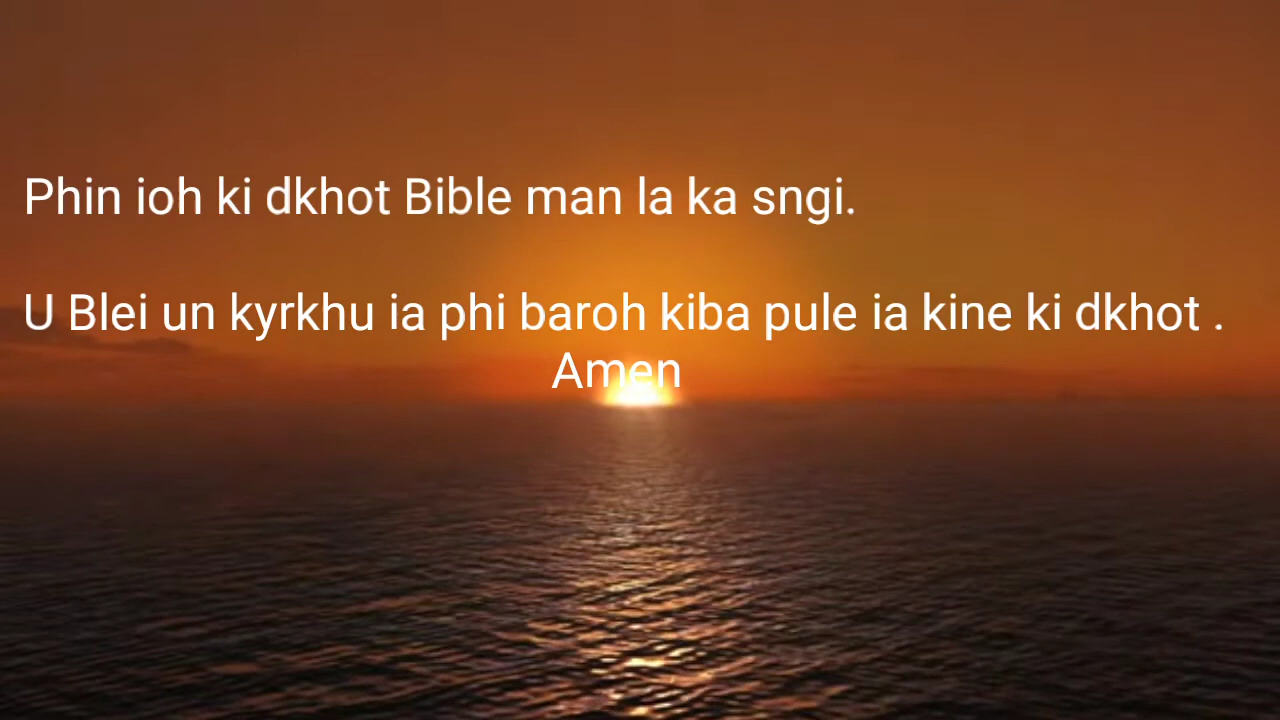 Phin ioh ki dkhot Bible man la ka sngi.
U Blei un kyrkhu ia phi baroh kiba pule ia kine ki dkhot .
Amen